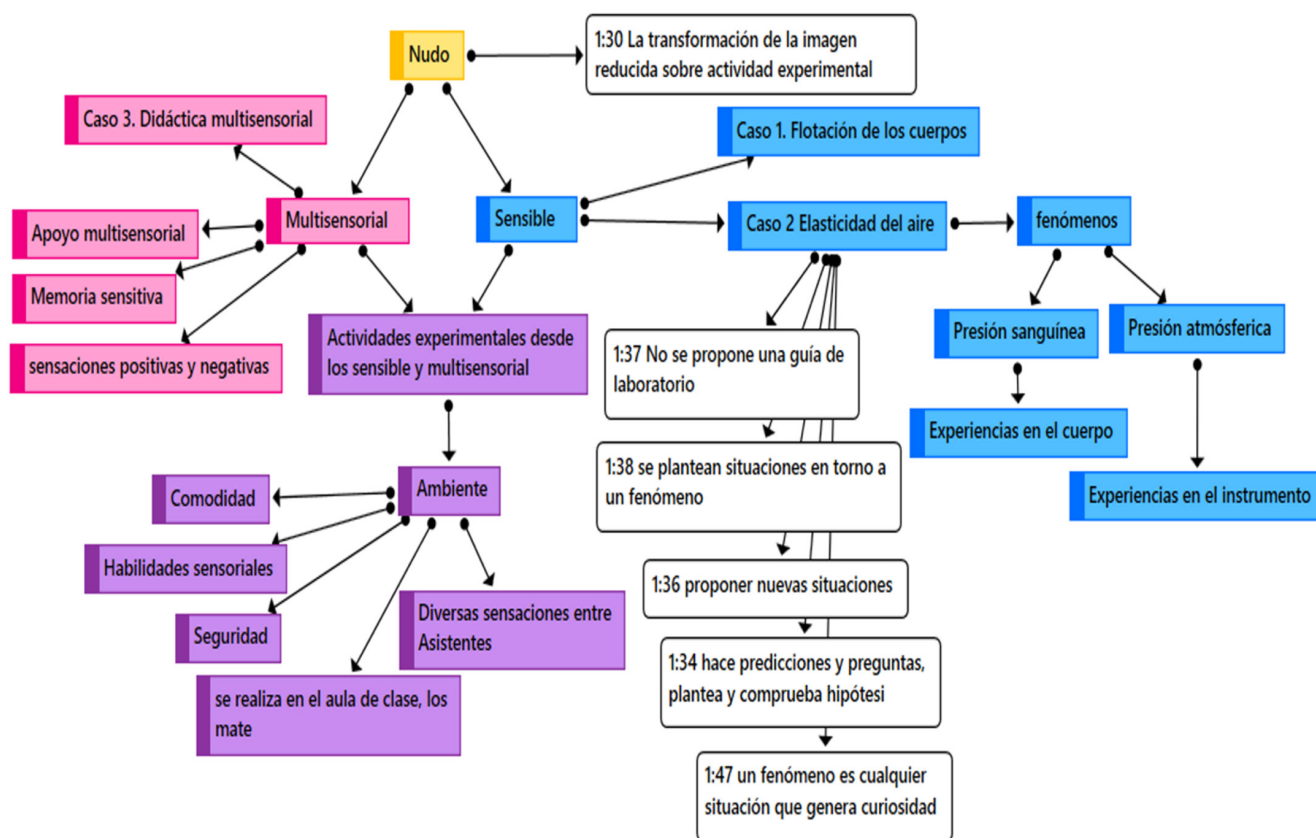 Nudo
1:30 La transformación de la imagen
reducida sobre actividad experimental
Caso 3. Didáctica multisensorial
Caso 1. Flotación de los cuerpos
Multisensorial
Sensible
Caso 2 Elasticidad del aire
fenómenos
Apoyo multisensorial
Memoria sensitiva
sensaciones positivas y negativas
Actividades experimentales desde
los sensible y multisensorial
1:37 No se propone una guía de
laboratorio
Presión sanguínea
Presión atmósferica
Experiencias en el cuerpo
Experiencias en el instrumento
1:38 se plantean situaciones en torno a
un fenómeno
Ambiente
Comodidad
Habilidades sensoriales
Seguridad
Diversas sensaciones entre
Asistentes
se realiza en el aula de clase, los
mate
1:36 proponer nuevas situaciones
1:34 hace predicciones y preguntas,
plantea y comprueba hipótesi
1:47 un fenómeno es cualquier
situación que genera curiosidad